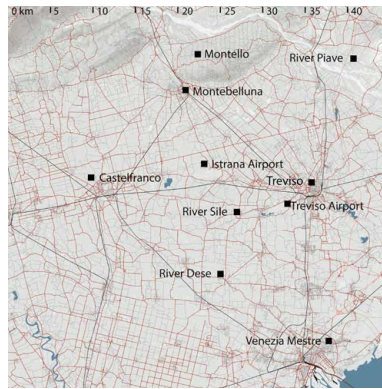 0 km 5 10 15 20 25 30 35 40
Montello
River Piave
Montebelluna
Istrana Airport
Castelfranco
Treviso
Treviso Airport
River Sile
River Dese
Venezia Mestre